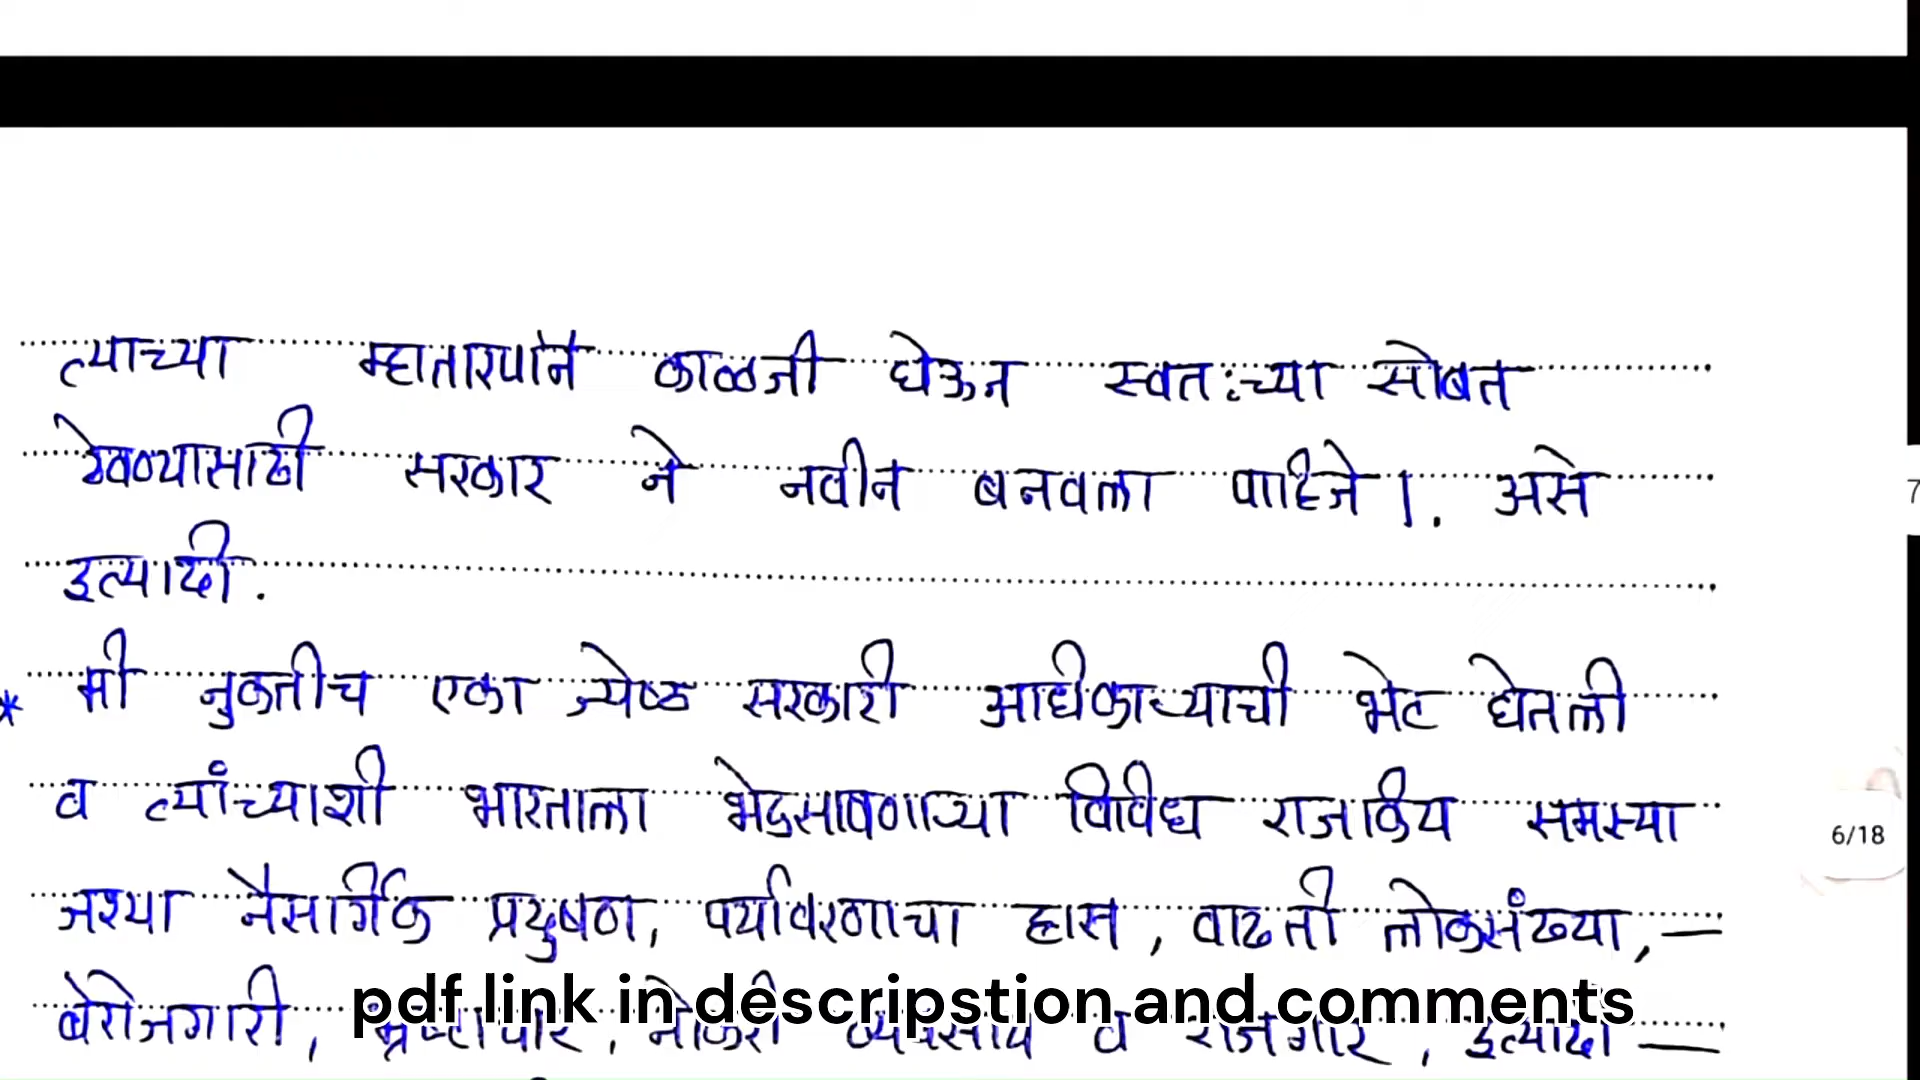 त्याच्या म्हातारपणाने काळजी घेऊन स्वतःच्या सोबत
ठेवण्यासाठी सरकार ने नवीन बनवला पाहिजे |. असे
7
इत्यादी.
* मी नुकतीच एका ज्येष्ठ सरकारी अधिकाऱ्याची भेट घेतली
व त्यांच्याशी भारताला भेडसावणाऱ्या विविध राजकिय समस्या
6/18
जश्या नैसर्गिक प्रदुषण, पर्यावरणाचा ह्रास, वाढती लोकसंख्या, —
बेरोजगारी, भ्रष्टाचार, नोकरी व्यवसाय व रोजगार, इत्यादी —
pdf link in descripstion and comments